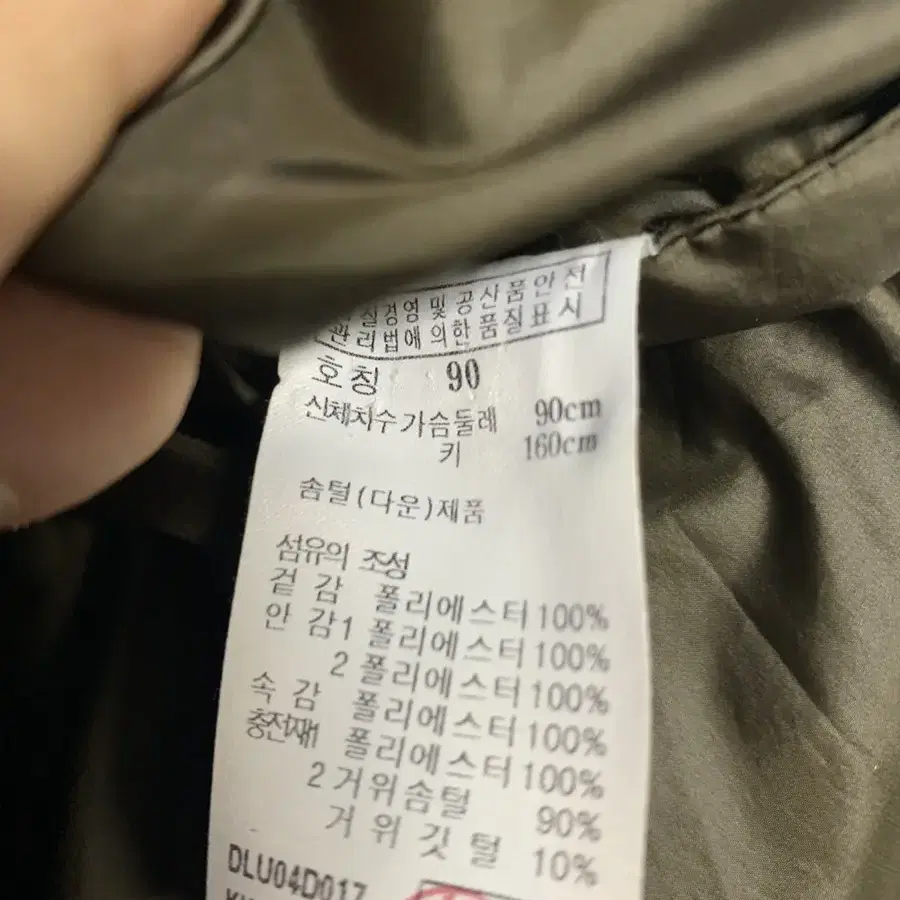 실경영 및 공산품안전
관리법에 의한 품질표시
호칭 90
신체치수 가슴둘레 90cm
키 160cm
솜털(다운)제품
섬유의 조성
겉 감 폴리에스터 100%
안 감1 폴리에스터 100%
2 폴리에스터 100%
속 감 폴리에스터 100%
충전재1 폴리에스터 100%
2 거위솜털 90%
거위깃털 10%
DLU04D017